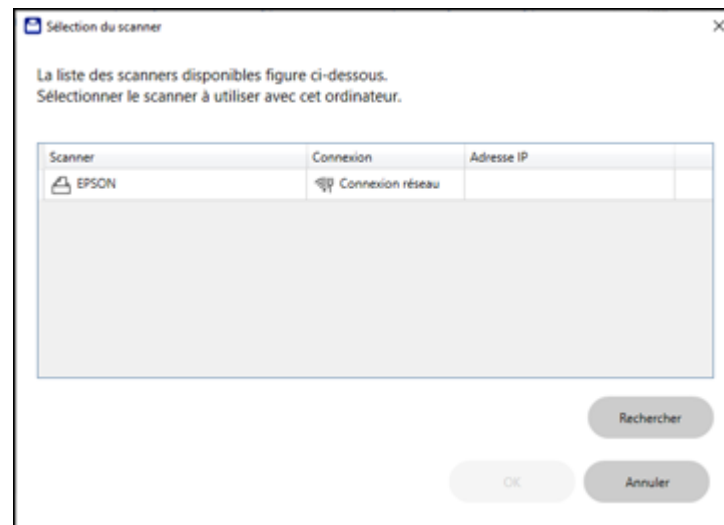 Sélection du scanner
La liste des scanners disponibles figure ci-dessous.
Sélectionner le scanner à utiliser avec cet ordinateur.
Scanner Connexion Adresse IP
EPSON Connexion réseau
Rechercher
OK Annuler